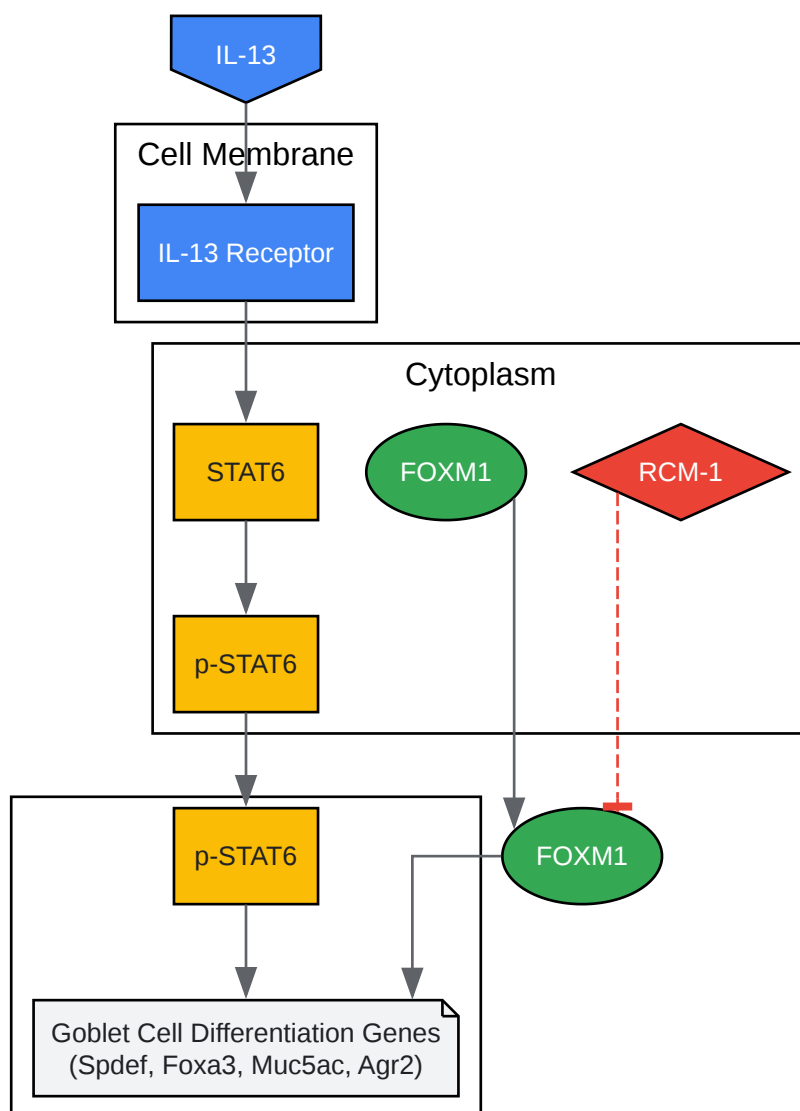 IL-13
Cell Membrane
IL-13 Receptor
Cytoplasm
STAT6
FOXM1
RCM-1
p-STAT6
p-STAT6
FOXM1
Goblet Cell Differentiation Genes
(Spdef, Foxa3, Muc5ac, Agr2)